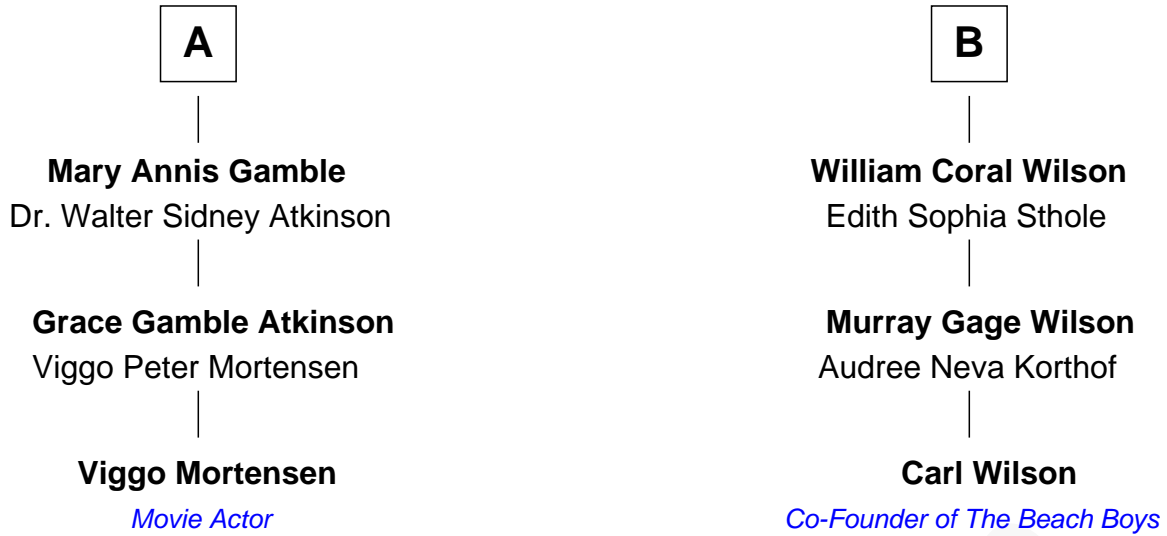 A
B
Mary Annis Gamble
Dr. Walter Sidney Atkinson
William Coral Wilson
Edith Sophia Sthole
Grace Gamble Atkinson
Viggo Peter Mortensen
Murray Gage Wilson
Audree Neva Korthof
Viggo Mortensen
Movie Actor
Carl Wilson
Co-Founder of The Beach Boys